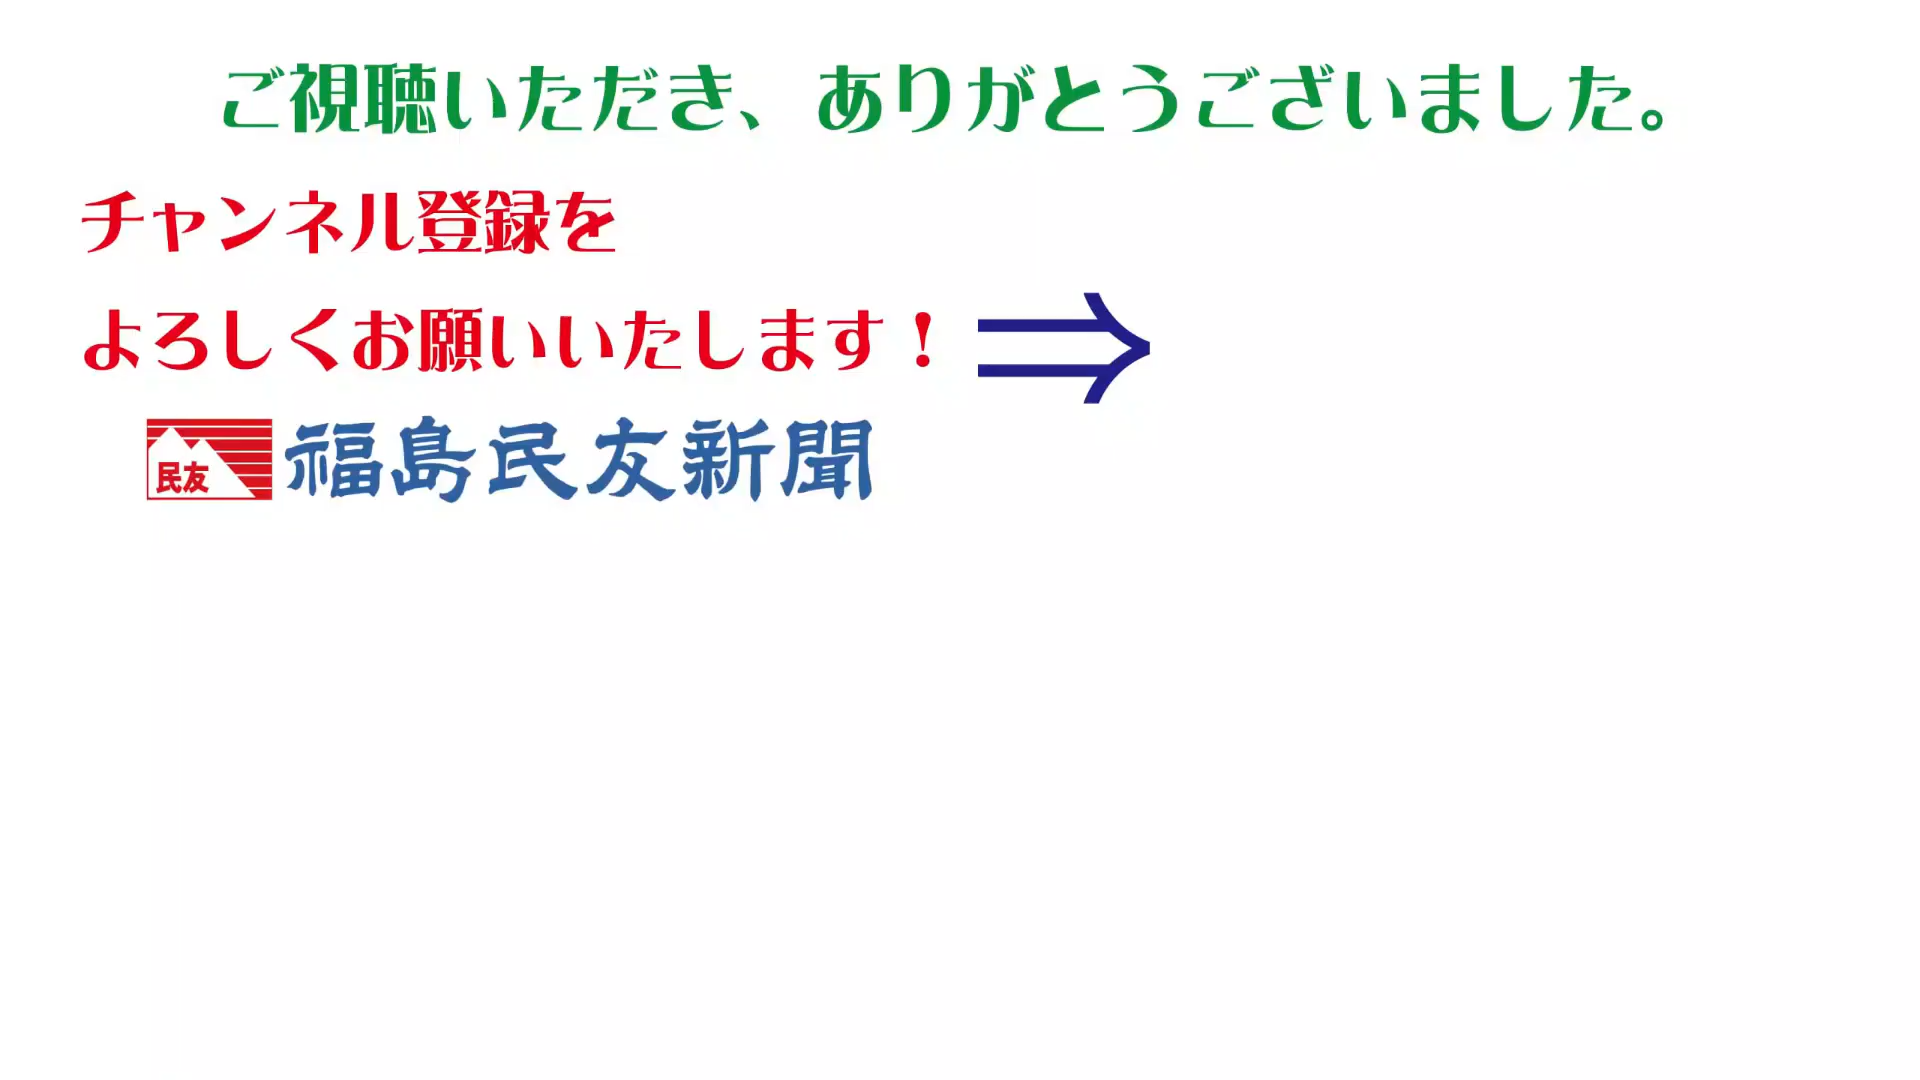 ご視聴いただき、ありがとうございました。
チャンネル登録を
よろしくお願いいたします！⇒
民友 福島民友新聞